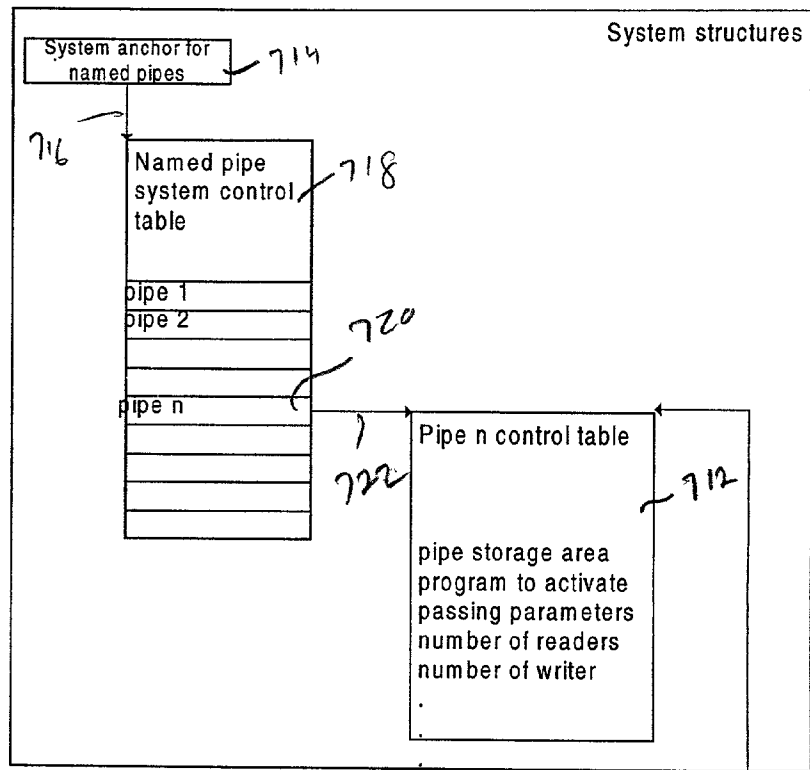 System structures
System anchor for
named pipes
714
716
Named pipe
system control
table
718
pipe 1
pipe 2
720
pipe n
722
Pipe n control table
712
pipe storage area
program to activate
passing parameters
number of readers
number of writer
.
.
.